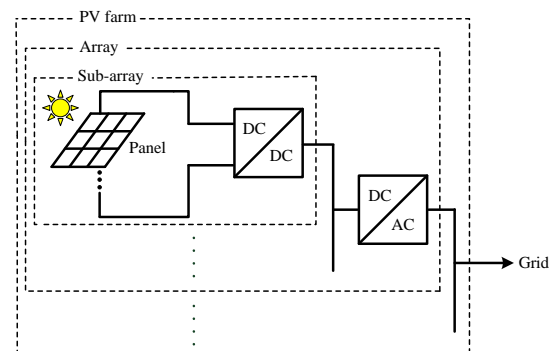 PV farm
Array
Sub-array
Panel
DC
DC
DC
AC
Grid